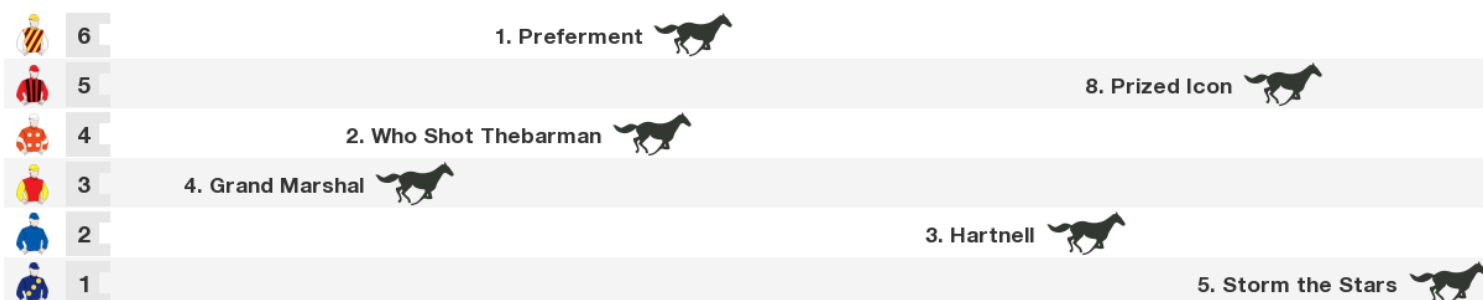 6 1. Preferment
5 8. Prized Icon
4 2. Who Shot Thebarman
3 4. Grand Marshal
2 3. Hartnell
1 5. Storm the Stars